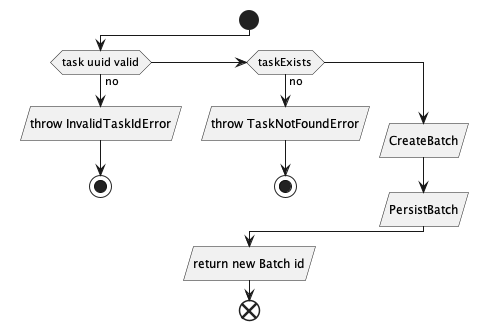 task uuid valid
taskExists
no
no
throw InvalidTaskIdError
throw TaskNotFoundError
CreateBatch
PersistBatch
return new Batch id